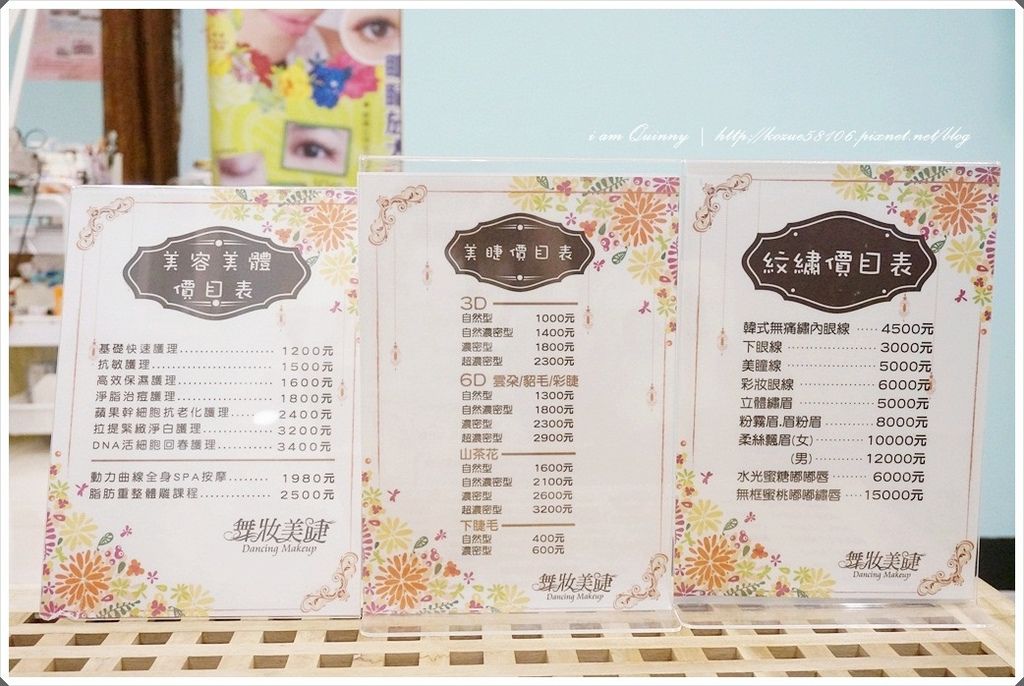 i am Quinny | http://kozue58106.pixnet.net/blog
美容美體
價目表
基礎快速護理 1200元
抗敏護理 1500元
高效保濕護理 1600元
淨脂治痘護理 1800元
蘋果幹細胞抗老化護理 2400元
拉提緊緻淨白護理 3200元
DNA活細胞回春護理 3400元
動力曲線全身SPA按摩 1980元
脂肪重整體雕課程 2500元
舞妝美睫
Dancing Makeup
美睫價目表
3D
自然型 1000元
自然濃密型 1400元
濃密型 1800元
超濃密型 2300元
6D 雲朵/貂毛/彩睫
自然型 1300元
自然濃密型 1800元
濃密型 2300元
超濃密型 2900元
山茶花
自然型 1600元
自然濃密型 2100元
濃密型 2600元
超濃密型 3200元
下睫毛
自然型 400元
濃密型 600元
舞妝美睫
Dancing Makeup
紋繡價目表
韓式無痛繡內眼線 4500元
下眼線 3000元
美瞳線 5000元
彩妝眼線 6000元
立體繡眉 5000元
粉霧眉.眉粉眉 8000元
柔絲飄眉(女) 10000元
(男) 12000元
水光蜜糖嘟嘟唇 6000元
無框蜜桃嘟嘟繡唇 15000元
舞妝美睫
Dancing Makeup